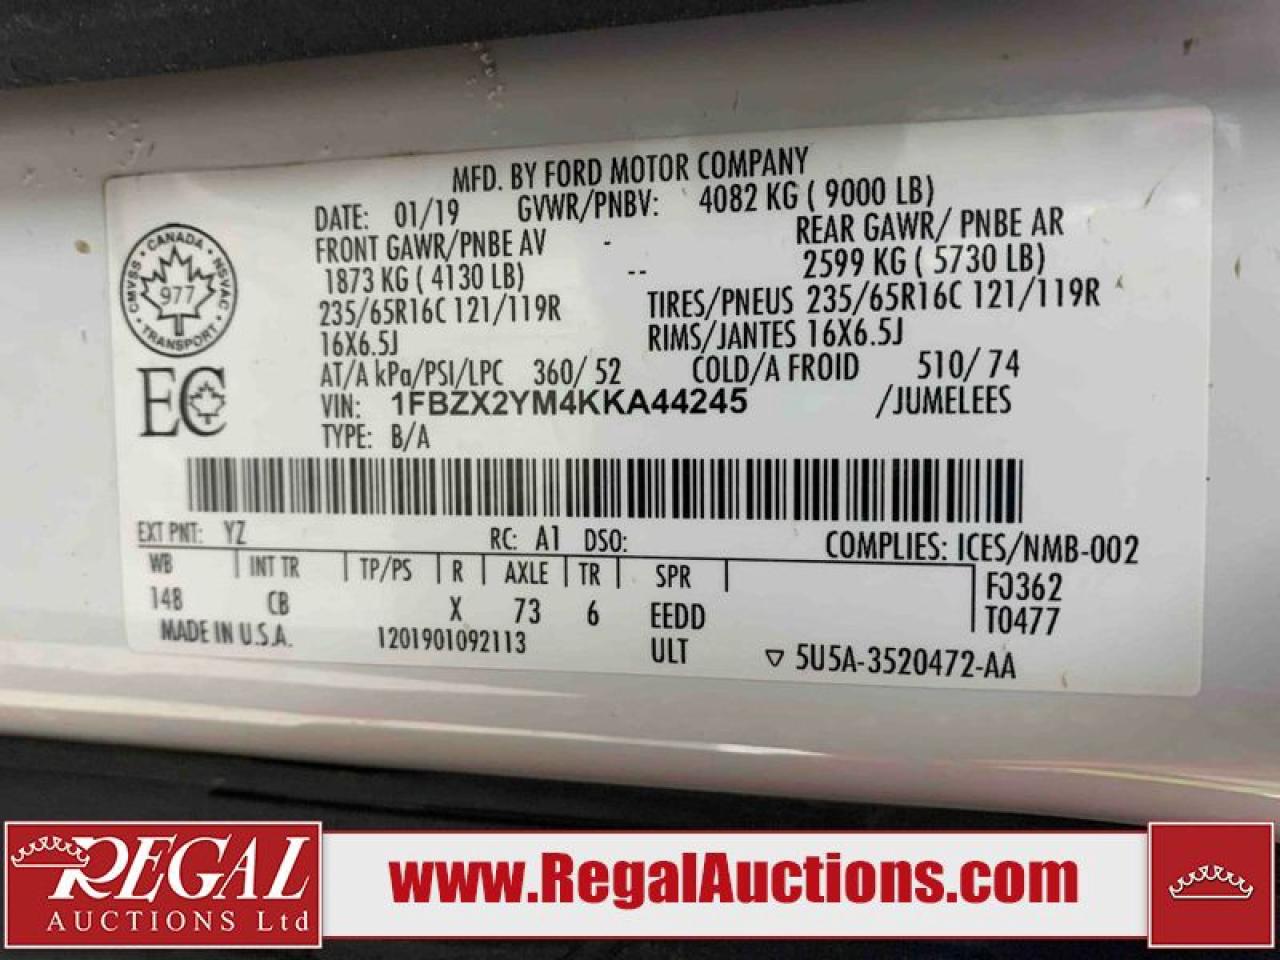 MFD. BY FORD MOTOR COMPANY
DATE: 01/19 GVWR/PNBV: 4082 KG ( 9000 LB)
FRONT GAWR/PNBE AV - REAR GAWR/ PNBE AR
1873 KG ( 4130 LB) -- 2599 KG ( 5730 LB)
235/65R16C 121/119R TIRES/PNEUS 235/65R16C 121/119R
16X6.5J RIMS/JANTES 16X6.5J
AT/A kPa/PSI/LPC 360/ 52 COLD/A FROID 510/ 74
VIN: 1FBZX2YM4KKA44245 /JUMELEES
TYPE: B/A
CMVSS • CANADA • NSVAC • TRANSPORT •
977
EC
EXT PNT: YZ RC: A1 DSO: COMPLIES: ICES/NMB-002
WB INT TR TP/PS R AXLE TR SPR F0362
148 CB X 73 6 EEDD T0477
MADE IN U.S.A. 1201901092113 ULT ▽ 5U5A-3520472-AA
REGAL
AUCTIONS Ltd
www.RegalAuctions.com